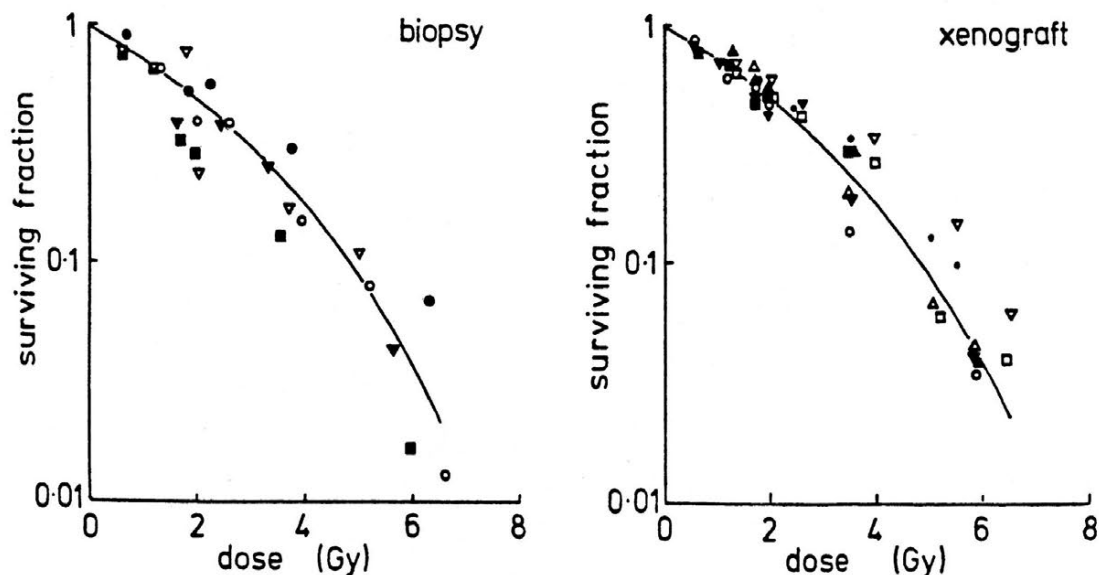 biopsy
surviving fraction
1
0·1
0·01
0 2 4 6 8
dose (Gy)
xenograft
surviving fraction
1
0·1
0·01
0 2 4 6 8
dose (Gy)